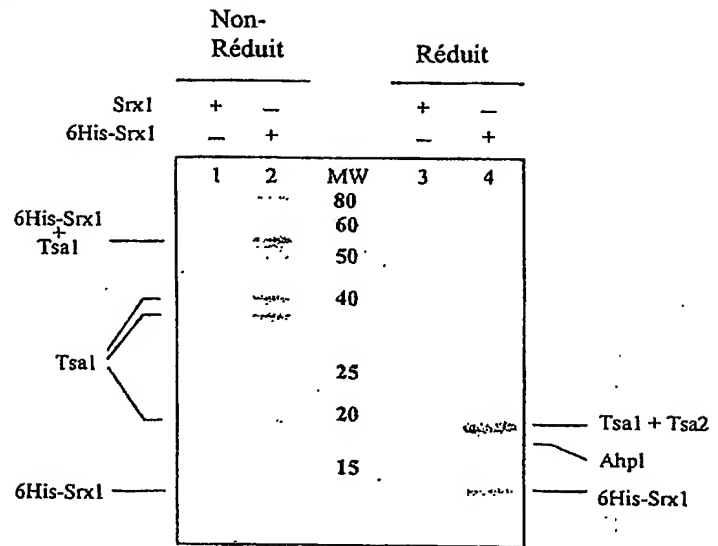 Non-
Réduit
Réduit
Srx1 + – + –
6His-Srx1 – + – +
1 2 MW 3 4
80
60
50
40
25
20
15
6His-Srx1
+
Tsa1
Tsa1
6His-Srx1
Tsa1 + Tsa2
Ahp1
6His-Srx1